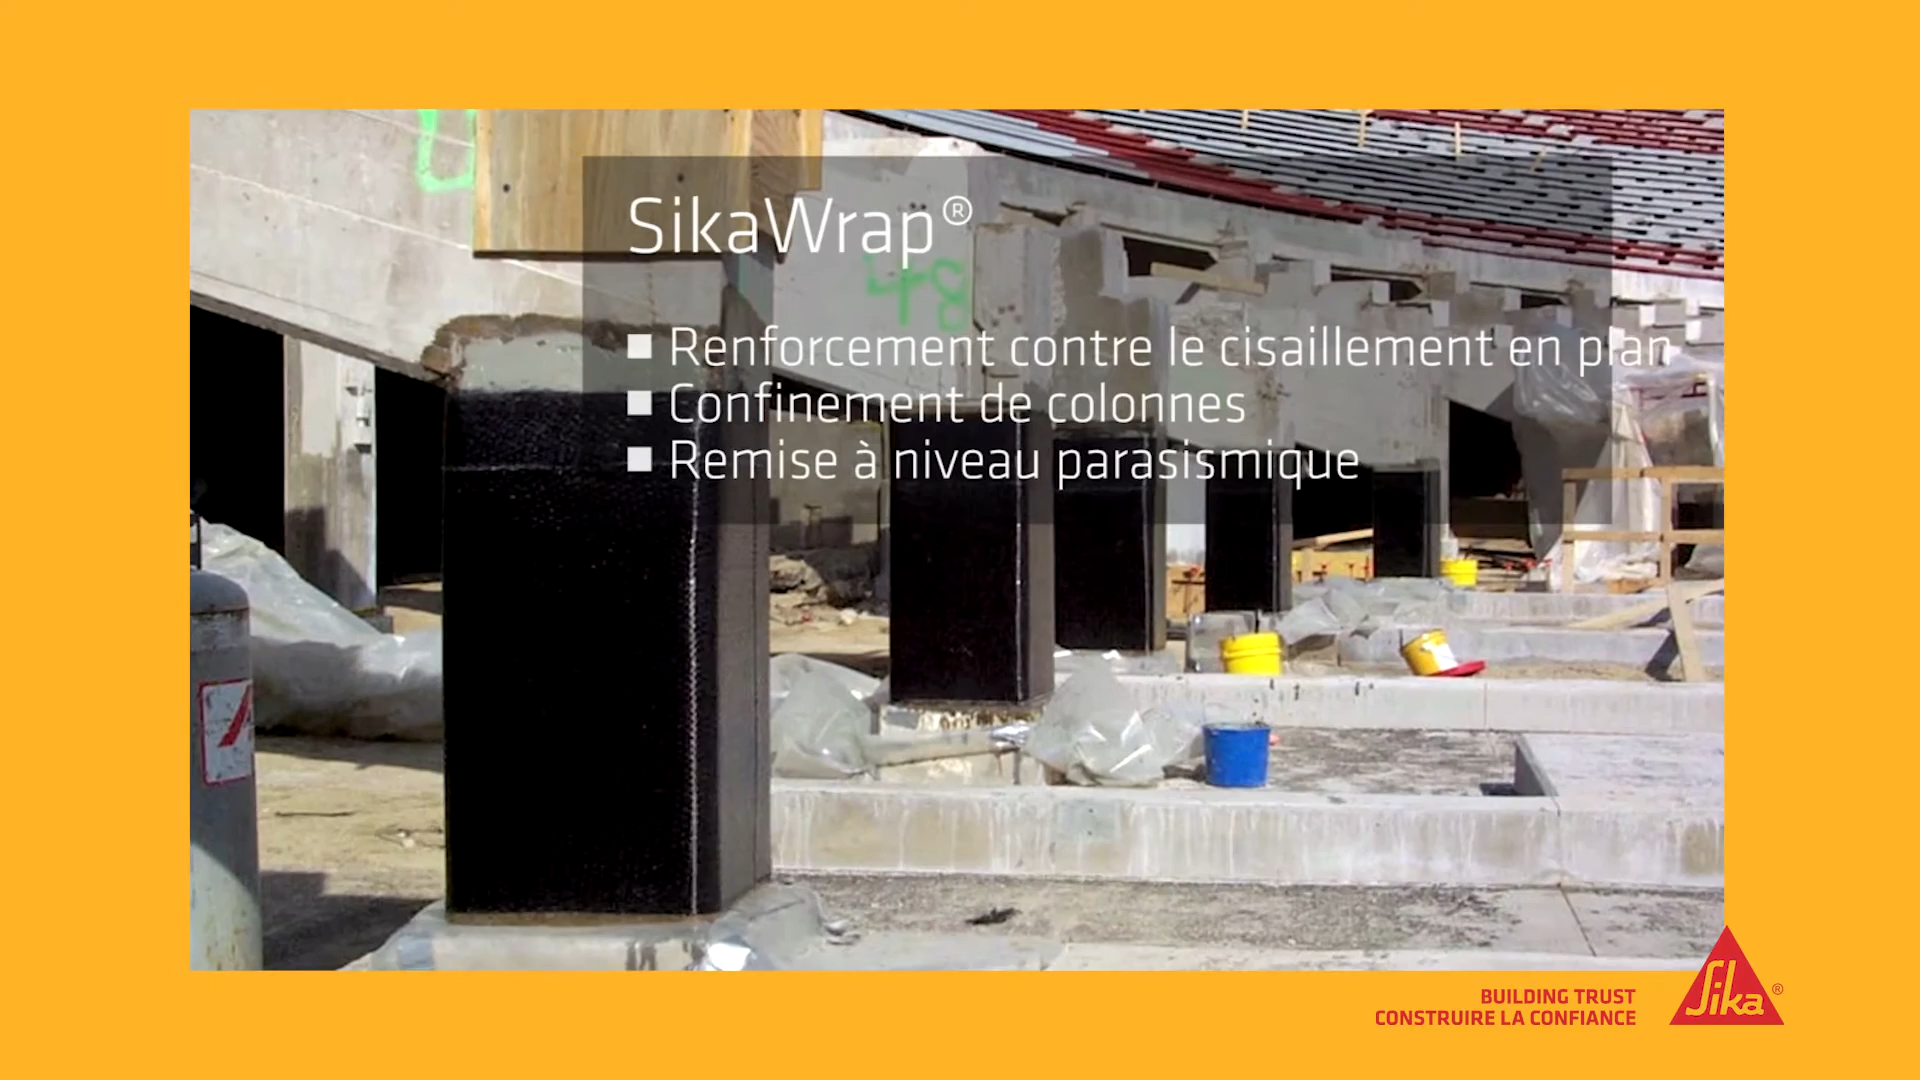 SikaWrap®
48
■ Renforcement contre le cisaillement en plan
■ Confinement de colonnes
■ Remise à niveau parasismique
BUILDING TRUST
CONSTRUIRE LA CONFIANCE
Sika®